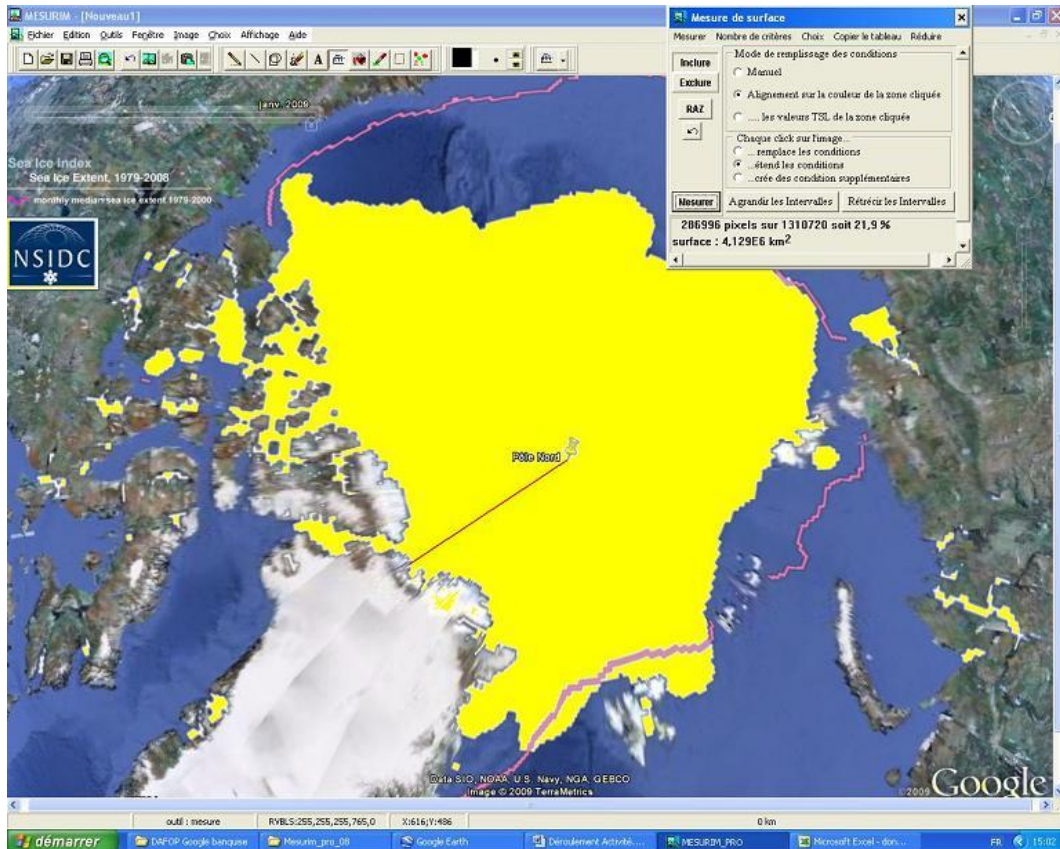 MESURIM - [Nouveau1]
Fichier Edition Outils Fenêtre Image Choix Affichage Aide
Mesure de surface
Mesurer Nombre de critères Choix Copier le tableau Réduire
Inclure
Exclure
RAZ
Mode de remplissage des conditions
Manuel
Alignement sur la couleur de la zone cliquée
.... les valeurs TSL de la zone cliquée
Chaque click sur l'image...
...remplace les conditions
...étend les conditions
...crée des condition supplémentaires
Mesurer Agrandir les Intervalles Rétrécir les Intervalles
286996 pixels sur 1310720 soit 21,9 %
surface : 4,129E6 km2
janv. 2009
Sea Ice Index
Sea Ice Extent, 1979-2008
monthly median sea ice extent 1979-2000
NSIDC
Pôle Nord
Data SIO, NOAA, U.S. Navy, NGA, GEBCO
Image © 2009 TerraMetrics
©2009 Google
outil : mesure RVBLS:255,255,255,765,0 X:616;Y:486 0 km
démarrer DAFOP Google banquise Mesurim_pro_08 Google Earth Déroulement Activité.... MESURIM_PRO Microsoft Excel - don... FR 15:02